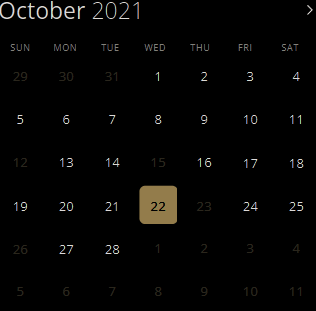 October 2021 >
SUN MON TUE WED THU FRI SAT
29 30 31 1 2 3 4
5 6 7 8 9 10 11
12 13 14 15 16 17 18
19 20 21 22 23 24 25
26 27 28 1 2 3 4
5 6 7 8 9 10 11